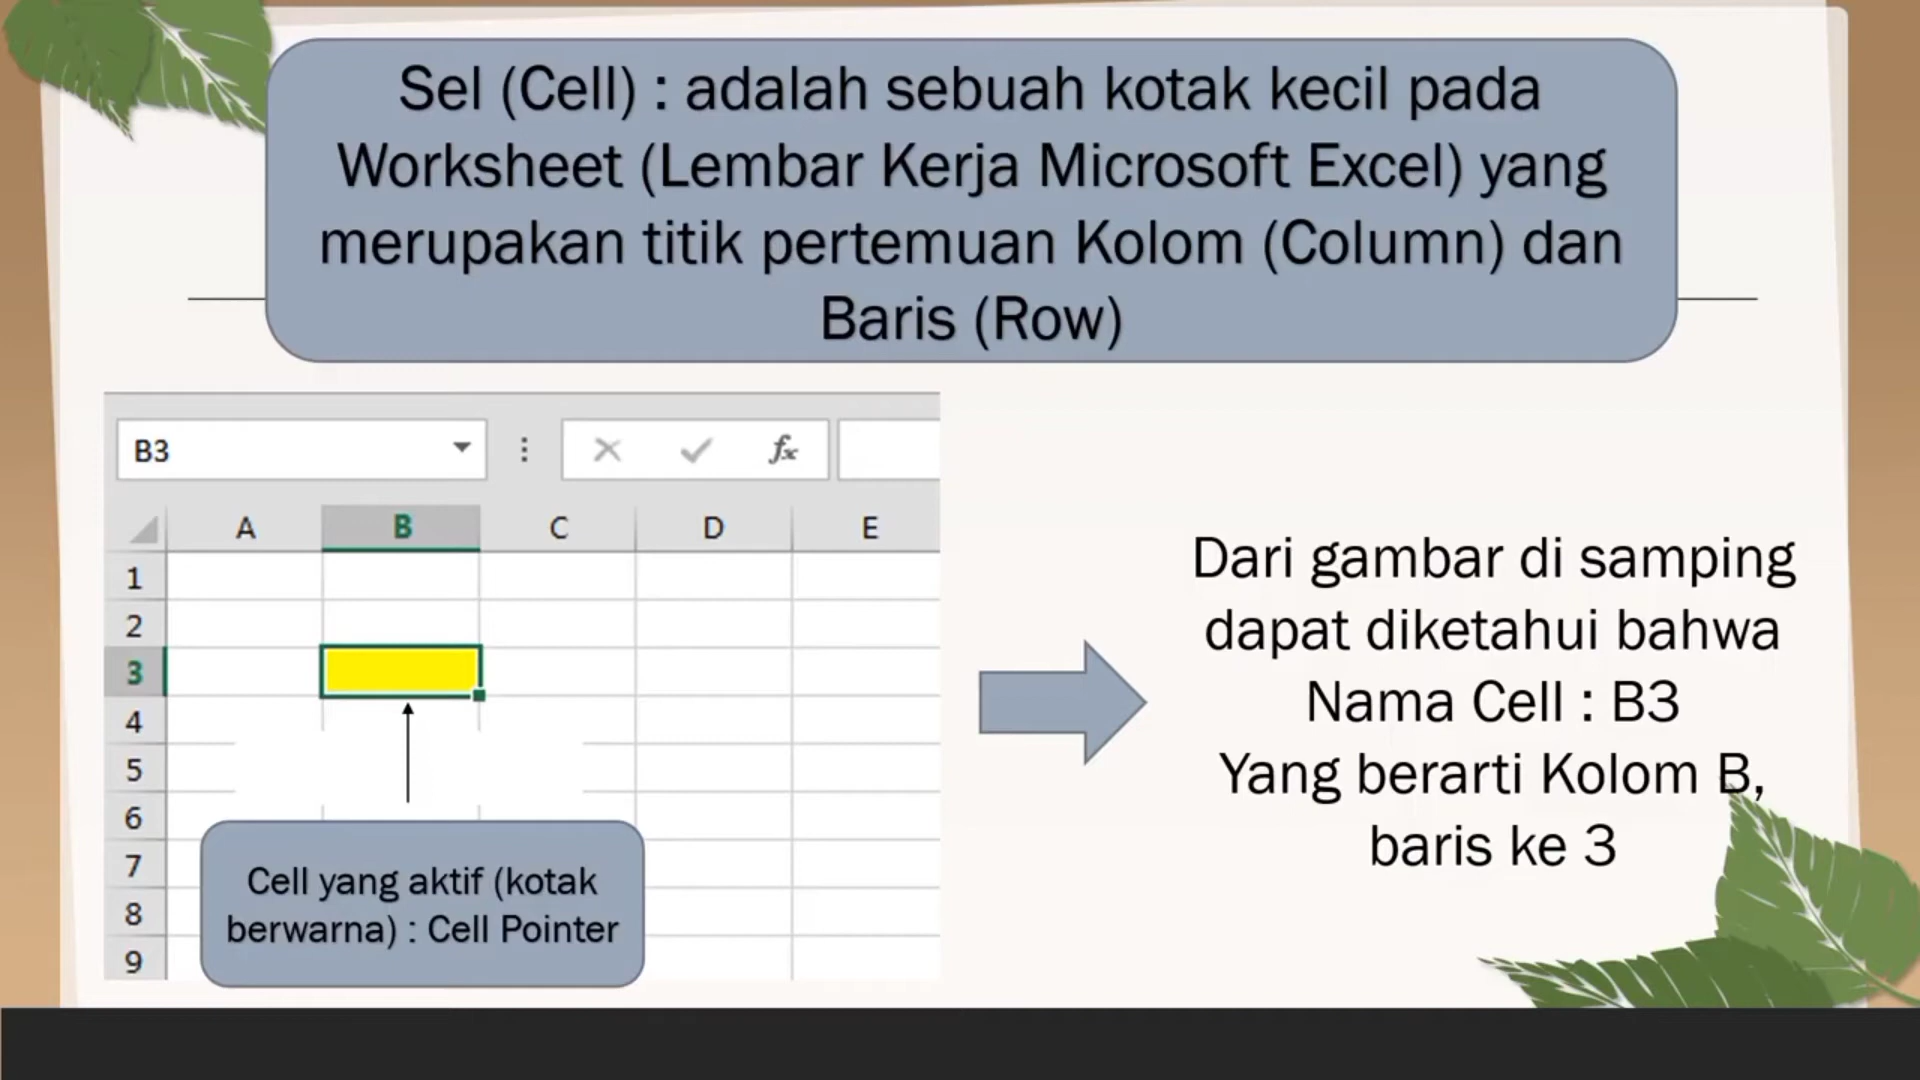 Sel (Cell) : adalah sebuah kotak kecil pada
Worksheet (Lembar Kerja Microsoft Excel) yang
merupakan titik pertemuan Kolom (Column) dan
Baris (Row)
B3
fx
A B C D E
1
2
3
4
5
6
7
8
9
Cell yang aktif (kotak
berwarna) : Cell Pointer
Dari gambar di samping
dapat diketahui bahwa
Nama Cell : B3
Yang berarti Kolom B,
baris ke 3